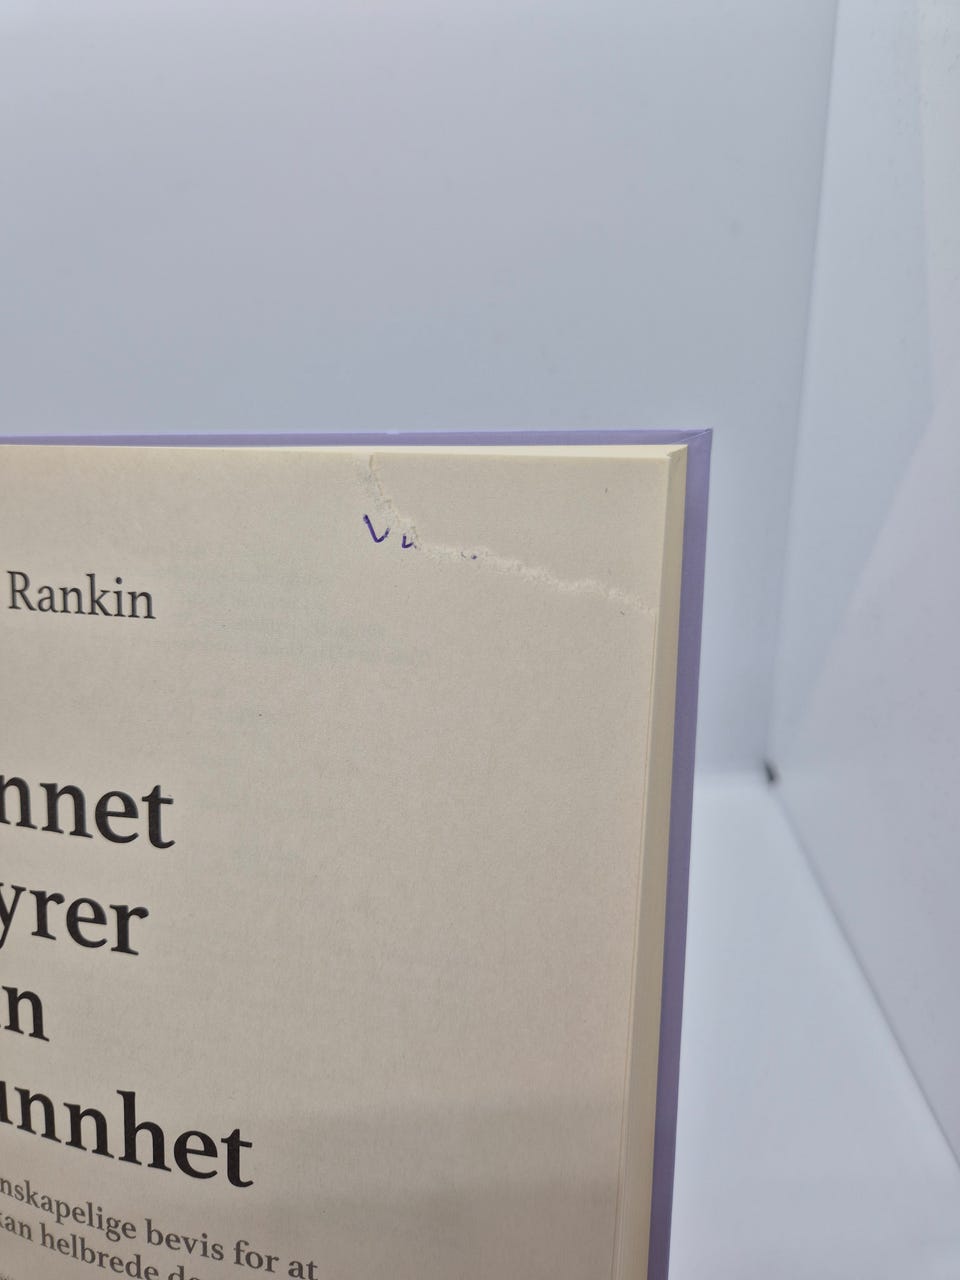 Rankin
nnet
yrer
n
unnhet
nskapelige bevis for at
kan helbrede